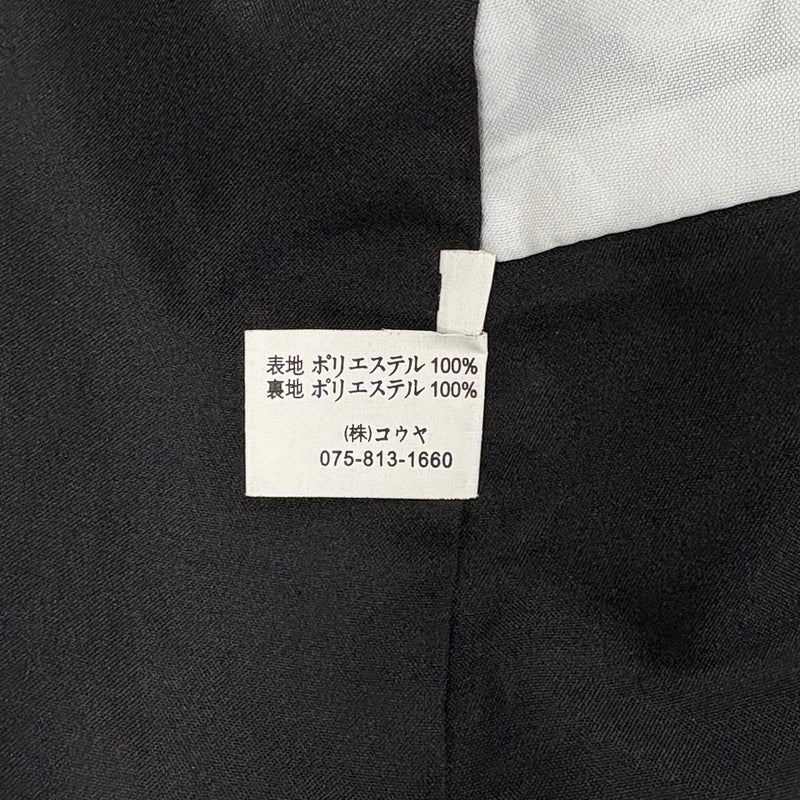 表地 ポリエステル 100%
裏地 ポリエステル 100%
(株)コウヤ
075-813-1660